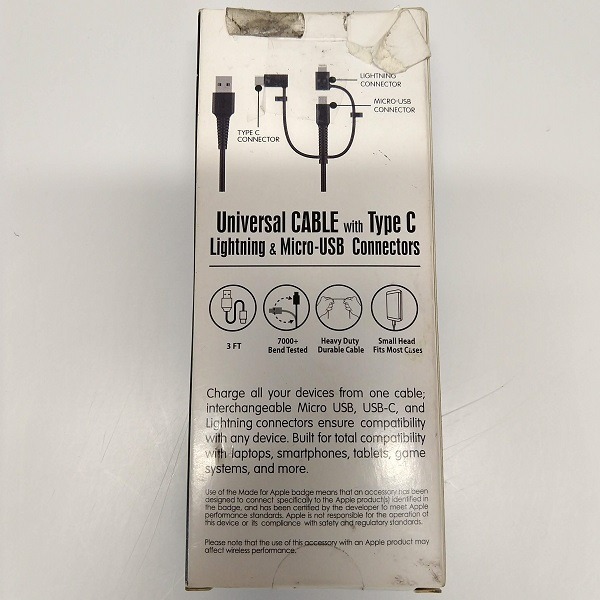 LIGHTNING
CONNECTOR
MICRO-USB
CONNECTOR
TYPE C
CONNECTOR
Universal CABLE with Type C
Lightning & Micro-USB Connectors
3 FT
7000+
Bend Tested
Heavy Duty
Durable Cable
Small Head
Fits Most Cases
Charge all your devices from one cable;
interchangeable Micro USB, USB-C, and
Lightning connectors ensure compatibility
with any device. Built for total compatibility
with laptops, smartphones, tablets, game
systems, and more.
Use of the Made for Apple badge means that an accessory has been
designed to connect specifically to the Apple product(s) identified in
the badge, and has been certified by the developer to meet Apple
performance standards. Apple is not responsible for the operation of
this device or its compliance with safety and regulatory standards.
Please note that the use of this accessory with an Apple product may
affect wireless performance.